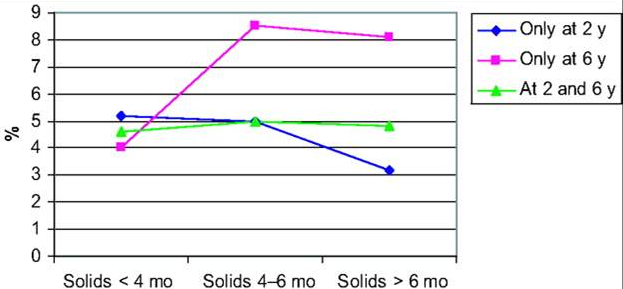 9
8
7
6
5
4
3
2
1
0
%
Solids < 4 mo
Solids 4–6 mo
Solids > 6 mo
Only at 2 y
Only at 6 y
At 2 and 6 y